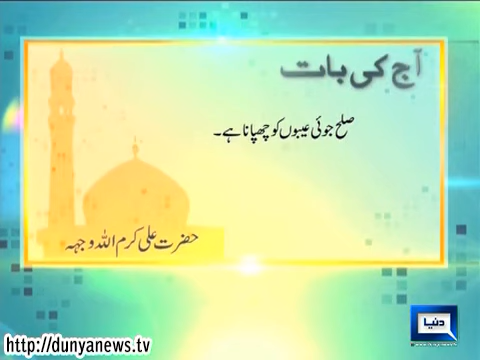 آج کی بات
صلح جوئی عیبوں کو چھپانا ہے۔
حضرت علی کرم اللہ وجہہ
دنیا
http://dunyanews.tv